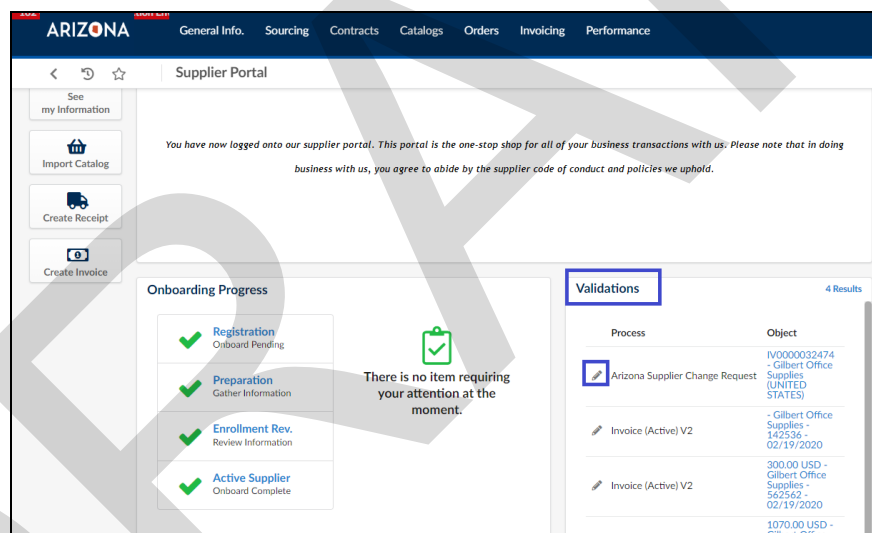 ARIZONA
General Info. Sourcing Contracts Catalogs Orders Invoicing Performance
Supplier Portal
See
my Information
Import Catalog
Create Receipt
Create Invoice
You have now logged onto our supplier portal. This portal is the one-stop shop for all of your business transactions with us. Please note that in doing
business with us, you agree to abide by the supplier code of conduct and policies we uphold.
Onboarding Progress
Registration
Onboard Pending
Preparation
Gather Information
Enrollment Rev.
Review Information
Active Supplier
Onboard Complete
There is no item requiring
your attention at the
moment.
Validations
4 Results
Process Object
Arizona Supplier Change Request
IV0000032474
- Gilbert Office
Supplies
(UNITED
STATES)
Invoice (Active) V2
- Gilbert Office
Supplies -
142536 -
02/19/2020
Invoice (Active) V2
300.00 USD -
Gilbert Office
Supplies -
562562 -
02/19/2020
1070.00 USD -